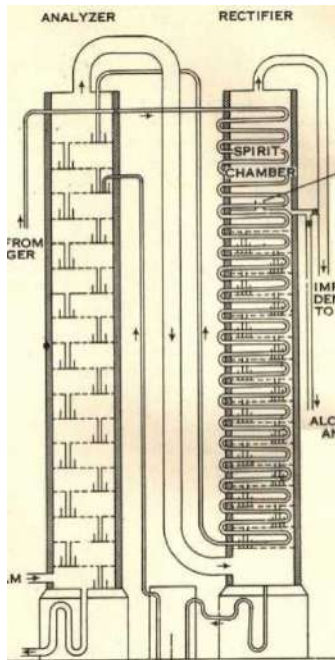 ANALYZER
RECTIFIER
SPIRIT-
CHAMBER
FROM
GER
IMP
DE
TO
ALC
AN
AM